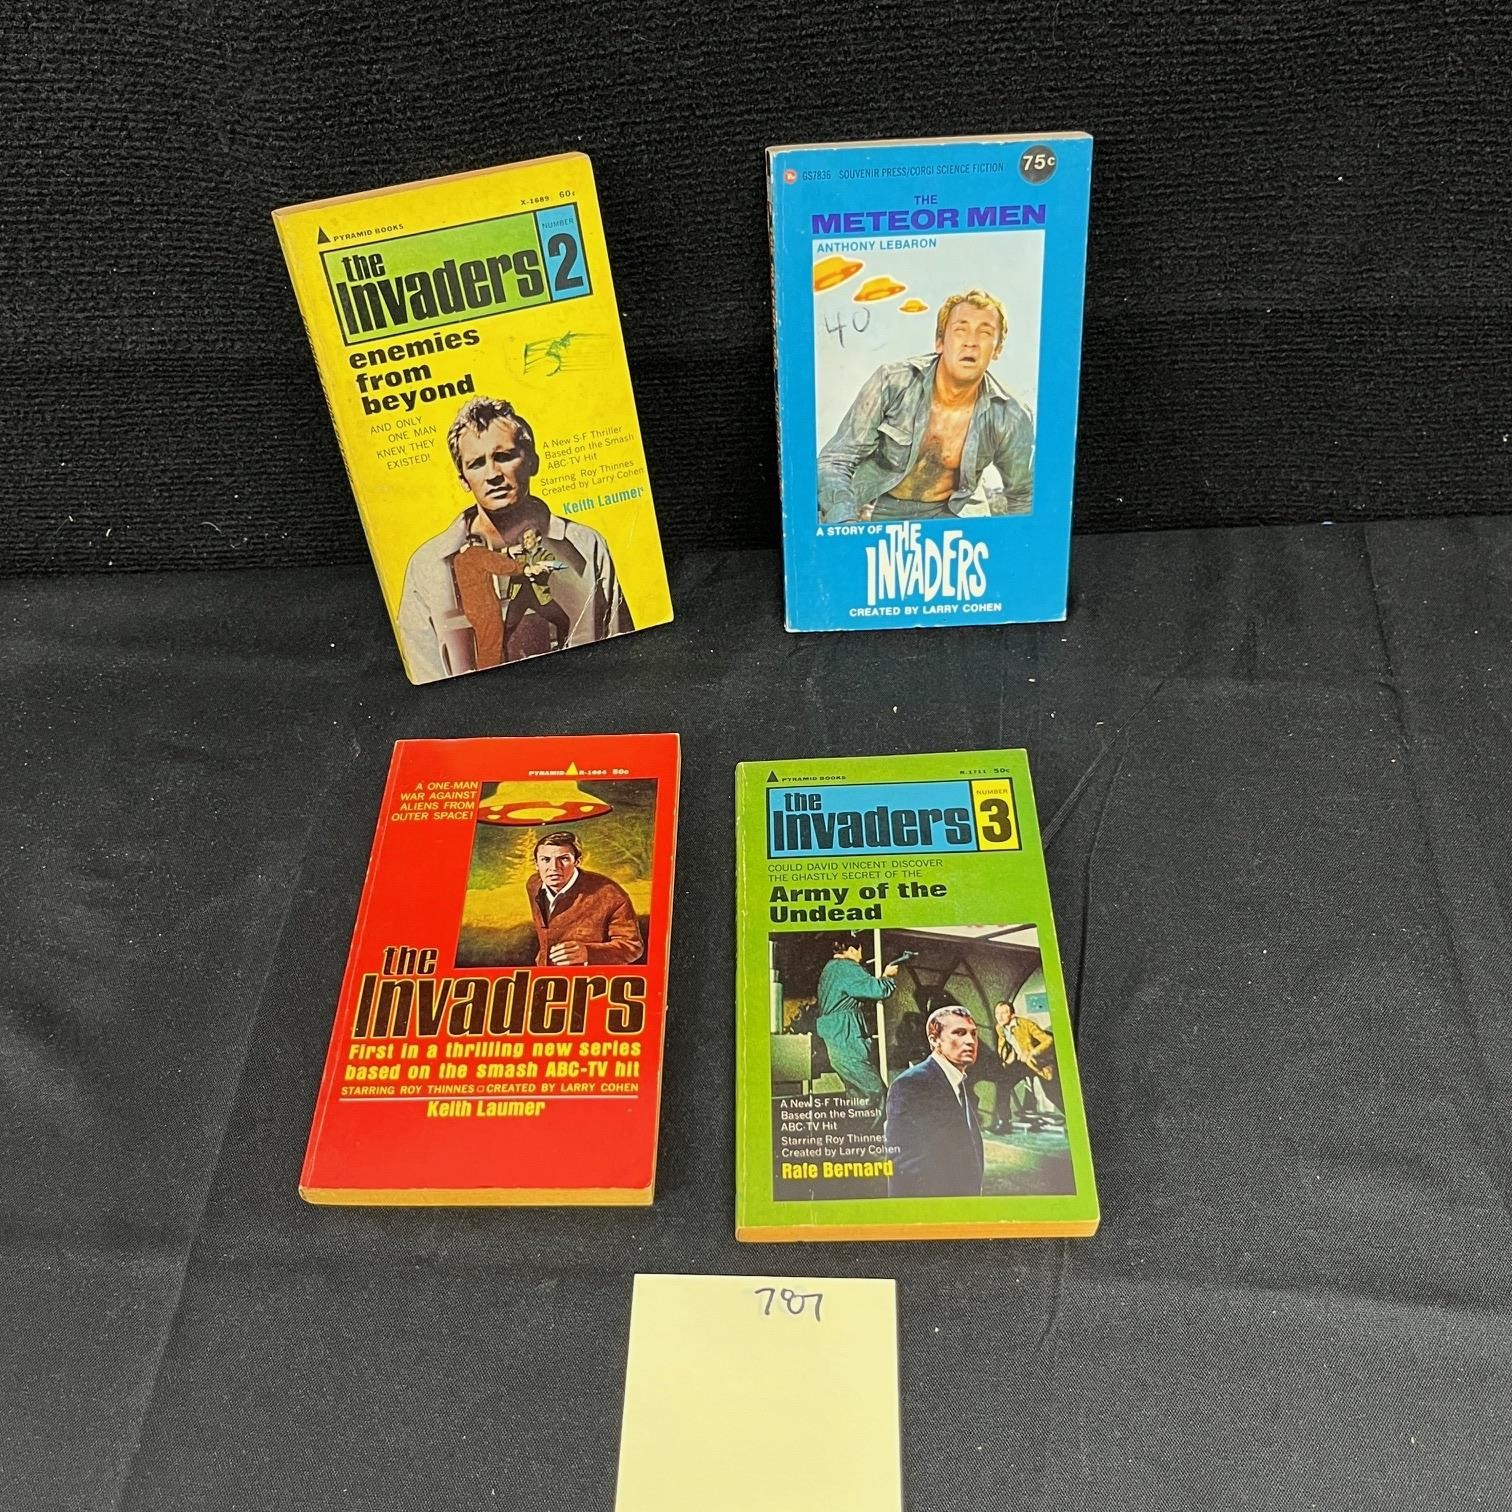 PYRAMID BOOKS
X-1689 60¢
the
Invaders
NUMBER
2
enemies
from
beyond
AND ONLY
ONE MAN
KNEW THEY
EXISTED!
A New S-F Thriller
Based on the Smash
ABC-TV Hit
Starring Roy Thinnes
Created by Larry Cohen
Keith Laumer
GS7836 SOUVENIR PRESS/CORGI SCIENCE FICTION
75c
THE
METEOR MEN
ANTHONY LEBARON
40
A STORY OF
THE
INVADERS
CREATED BY LARRY COHEN
PYRAMID R-1664 50¢
A ONE-MAN
WAR AGAINST
ALIENS FROM
OUTER SPACE!
the
Invaders
First in a thrilling new series
based on the smash ABC-TV hit
STARRING ROY THINNES CREATED BY LARRY COHEN
Keith Laumer
PYRAMID BOOKS
R-1711 50¢
the
Invaders
NUMBER
3
COULD DAVID VINCENT DISCOVER
THE GHASTLY SECRET OF THE
Army of the
Undead
A New S-F Thriller
Based on the Smash
ABC-TV Hit
Starring Roy Thinnes
Created by Larry Cohen
Rafe Bernard
787